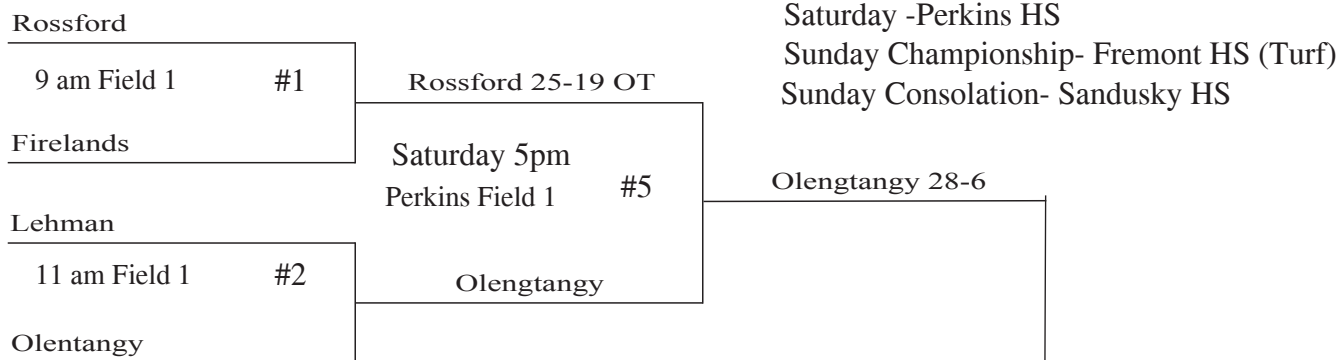 Rossford
9 am Field 1 #1
Firelands
Lehman
11 am Field 1 #2
Olentangy
Rossford 25-19 OT
Saturday 5pm
Perkins Field 1 #5
Olengtangy
Olengtangy 28-6
Saturday -Perkins HS
Sunday Championship- Fremont HS (Turf)
Sunday Consolation- Sandusky HS